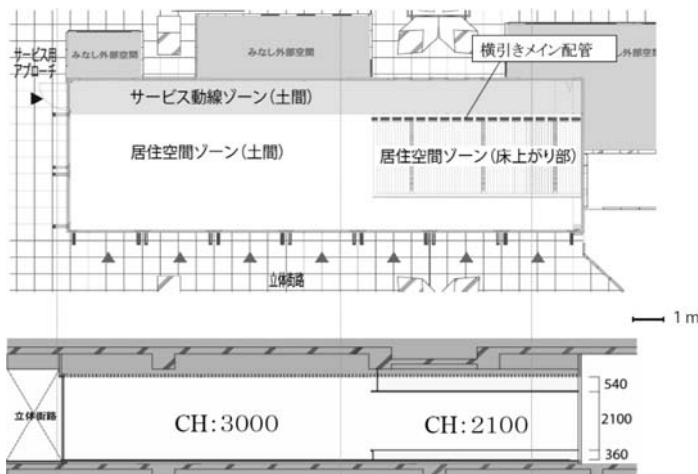 みなし外部空間
みなし外部空間
横引きメイン配管
みなし外部空間
サービス用
アプローチ
サービス動線ゾーン(土間)
居住空間ゾーン(土間)
居住空間ゾーン(床上がり部)
立体街路
1 m
立体街路
CH:3000
CH:2100
540
2100
360